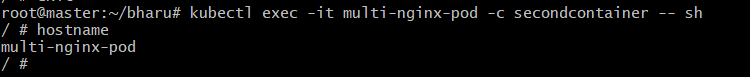 root@master:~/bharu# kubectl exec -it multi-nginx-pod -c secondcontainer -- sh
/ # hostname
multi-nginx-pod
/ #